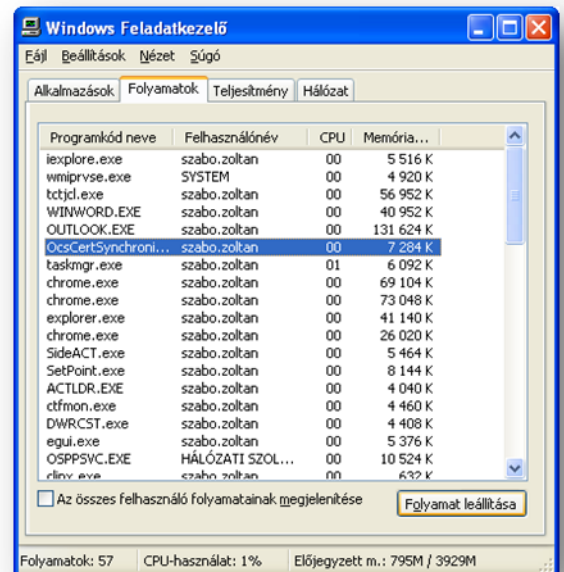 Windows Feladatkezelő
Fájl Beállítások Nézet Súgó
Alkalmazások Folyamatok Teljesítmény Hálózat
Programkód neve Felhasználónév CPU Memória...
iexplore.exe szabo.zoltan 00 5 516 K
wmiprvse.exe SYSTEM 00 4 920 K
tctjcl.exe szabo.zoltan 00 56 952 K
WINWORD.EXE szabo.zoltan 00 40 952 K
OUTLOOK.EXE szabo.zoltan 00 131 624 K
OcsCertSynchroni... szabo.zoltan 00 7 284 K
taskmgr.exe szabo.zoltan 01 6 092 K
chrome.exe szabo.zoltan 00 69 104 K
chrome.exe szabo.zoltan 00 73 048 K
explorer.exe szabo.zoltan 00 41 140 K
chrome.exe szabo.zoltan 00 26 020 K
SideACT.exe szabo.zoltan 00 5 464 K
SetPoint.exe szabo.zoltan 00 8 144 K
ACTLDR.EXE szabo.zoltan 00 4 040 K
ctfmon.exe szabo.zoltan 00 4 460 K
DWRCST.exe szabo.zoltan 00 4 408 K
egui.exe szabo.zoltan 00 5 376 K
OSPPSVC.EXE HÁLÓZATI SZOL... 00 10 524 K
szabo.zoltan 00 632 K
Az összes felhasználó folyamatainak megjelenítése Folyamat leállítása
Folyamatok: 57 CPU-használat: 1% Előjegyzett m.: 795M / 3929M